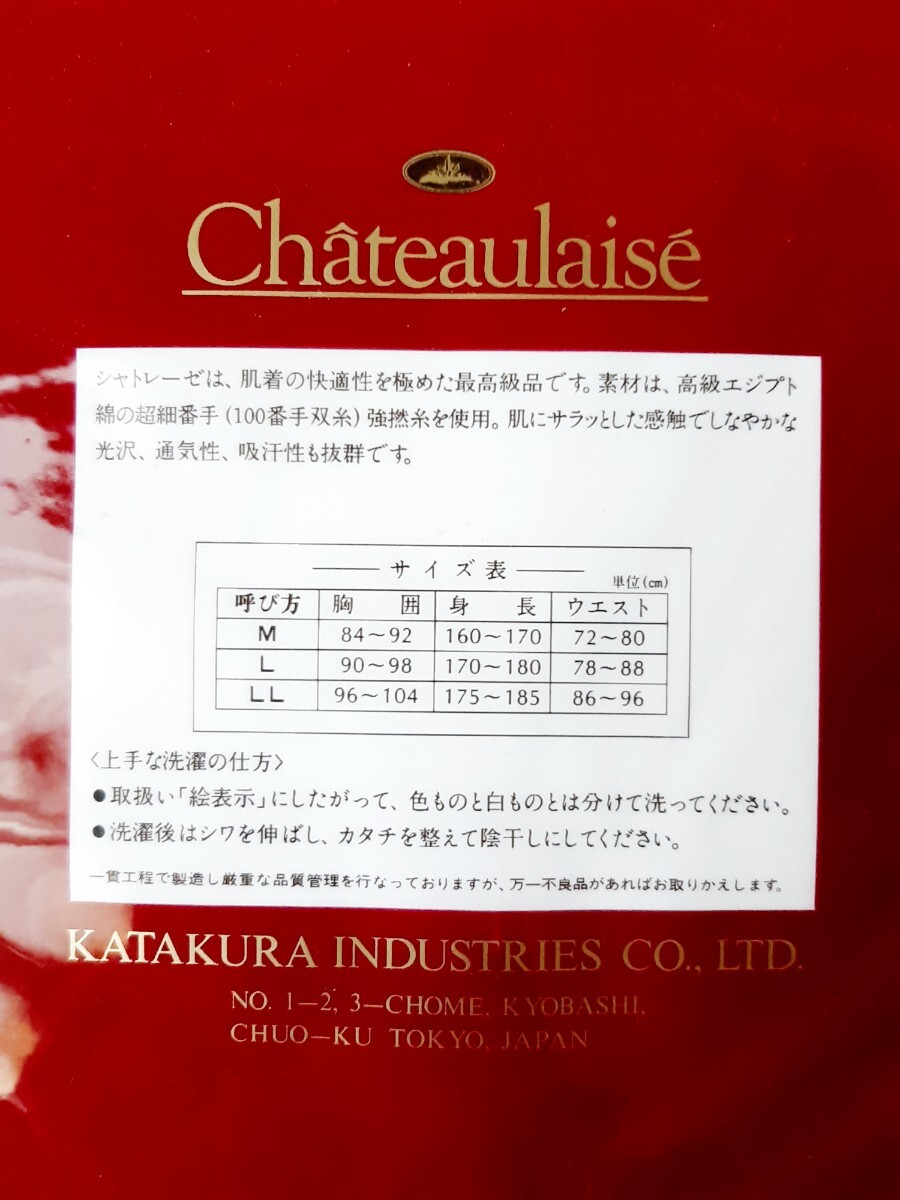 Châteaulaisé
シャトレーゼは、肌着の快適性を極めた最高級品です。素材は、高級エジプト
綿の超細番手(100番手双糸)強撚糸を使用。肌にサラッとした感触でしなやかな
光沢、通気性、吸汗性も抜群です。
サイズ表
単位(cm)
呼び方 胸囲 身長 ウエスト
M 84〜92 160〜170 72〜80
L 90〜98 170〜180 78〜88
LL 96〜104 175〜185 86〜96
〈上手な洗濯の仕方〉
●取扱い「絵表示」にしたがって、色ものと白ものとは分けて洗ってください。
●洗濯後はシワを伸ばし、カタチを整えて陰干しにしてください。
一貫工程で製造し厳重な品質管理を行なっておりますが、万一不良品があればお取りかえします。
KATAKURA INDUSTRIES CO., LTD.
NO. 1–2, 3–CHOME, KYOBASHI,
CHUO–KU TOKYO, JAPAN